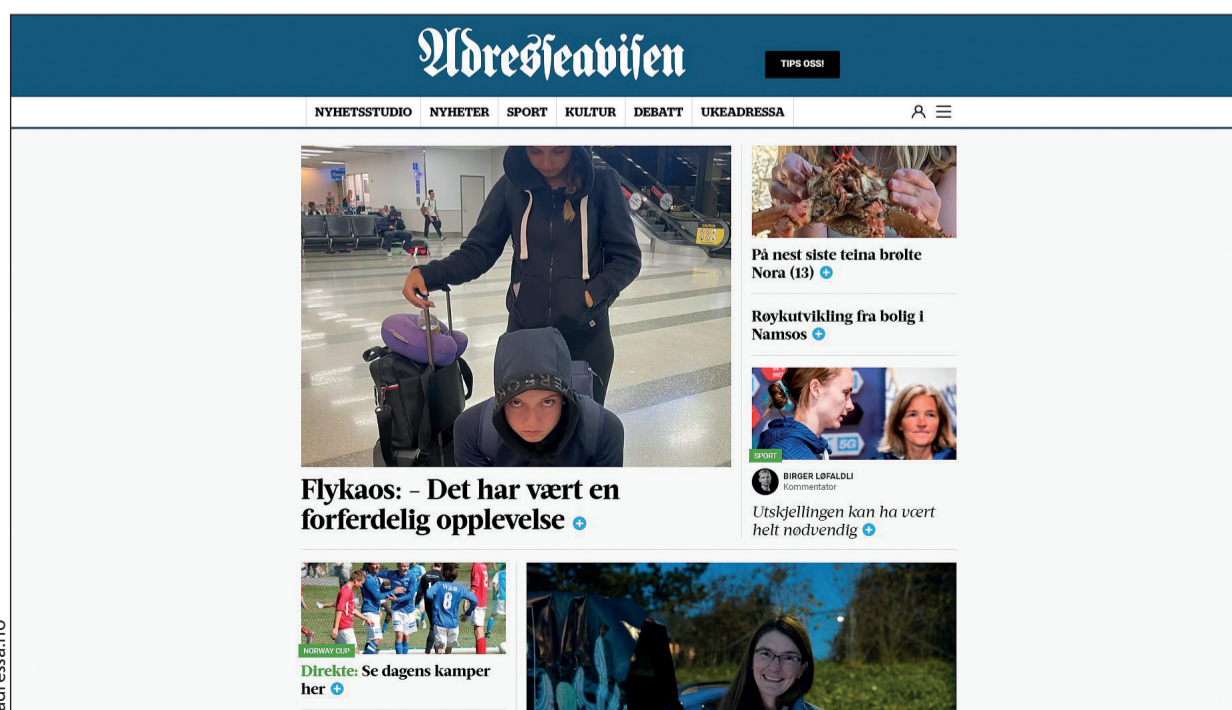 Adresseavisen
TIPS OSS!
NYHETSSTUDIO NYHETER SPORT KULTUR DEBATT UKEADRESSA
Flykaos: – Det har vært en
forferdelig opplevelse
På nest siste teina brølte
Nora (13)
Røykutvikling fra bolig i
Namsos
5G
SPORT
BIRGER LØFALDLI
Kommentator
Utskjellingen kan ha vært
helt nødvendig
8
NORWAY CUP
Direkte: Se dagens kamper
her